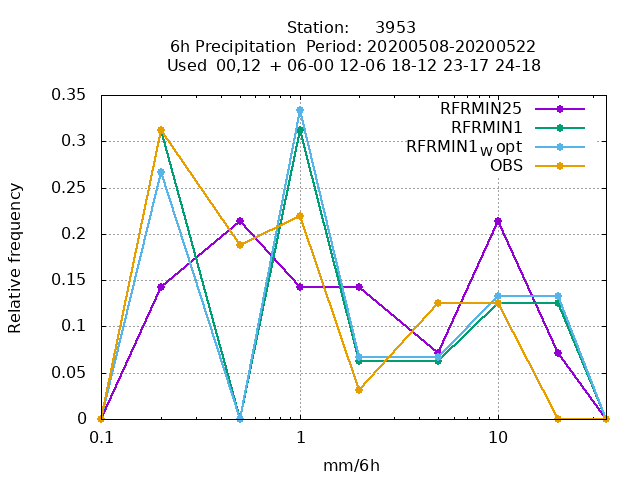 Station: 3953
6h Precipitation Period: 20200508-20200522
Used 00,12 + 06-00 12-06 18-12 23-17 24-18
RFRMIN25
RFRMIN1
RFRMIN1W opt
OBS
0.35
0.3
0.25
0.2
0.15
0.1
0.05
0
Relative frequency
0.1 1 10
mm/6h